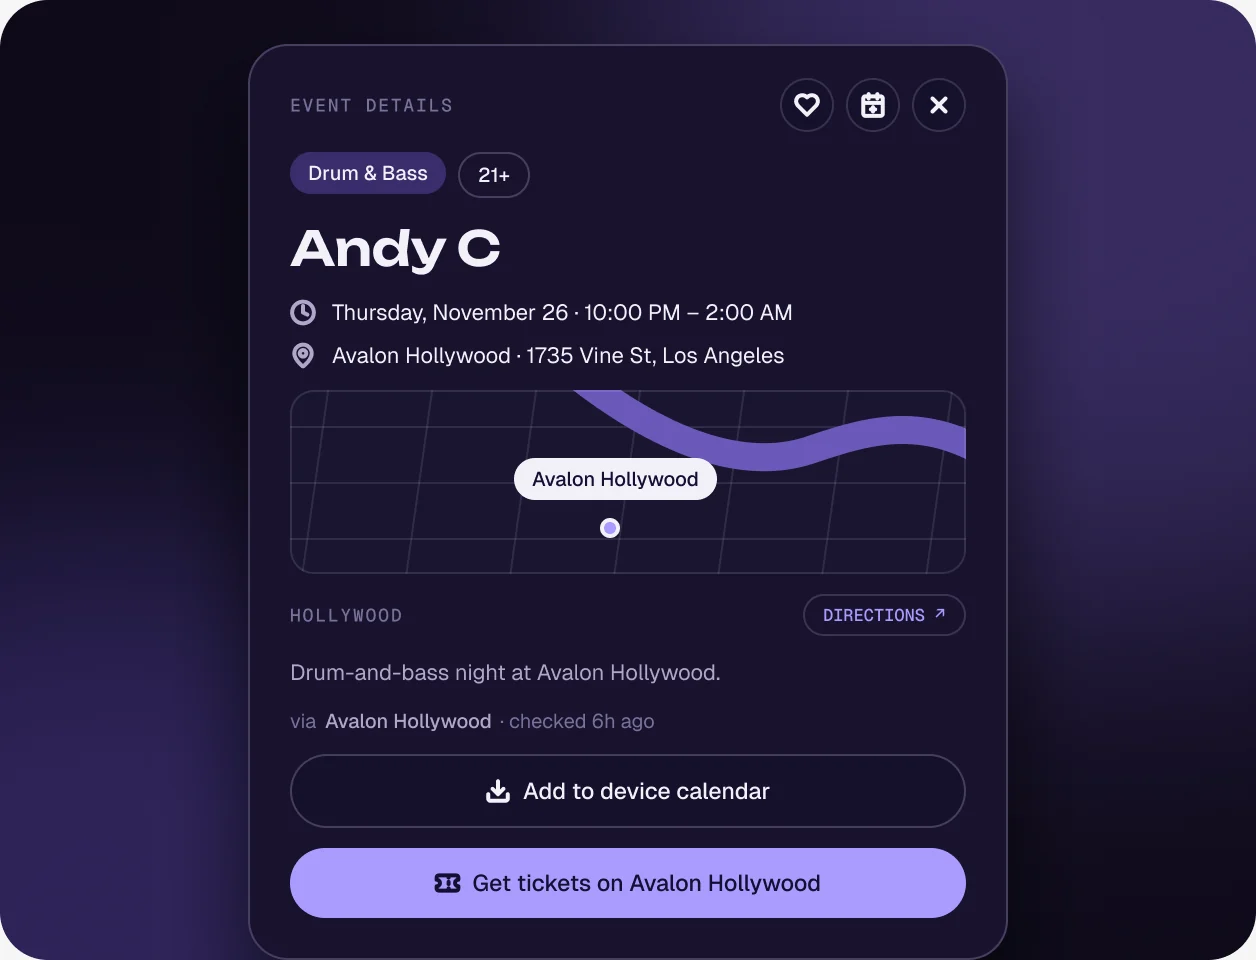 EVENT DETAILS
Drum & Bass
21+
Andy C
Thursday, November 26 · 10:00 PM – 2:00 AM
Avalon Hollywood · 1735 Vine St, Los Angeles
Avalon Hollywood
HOLLYWOOD
DIRECTIONS ↗
Drum-and-bass night at Avalon Hollywood.
via Avalon Hollywood · checked 6h ago
Add to device calendar
Get tickets on Avalon Hollywood